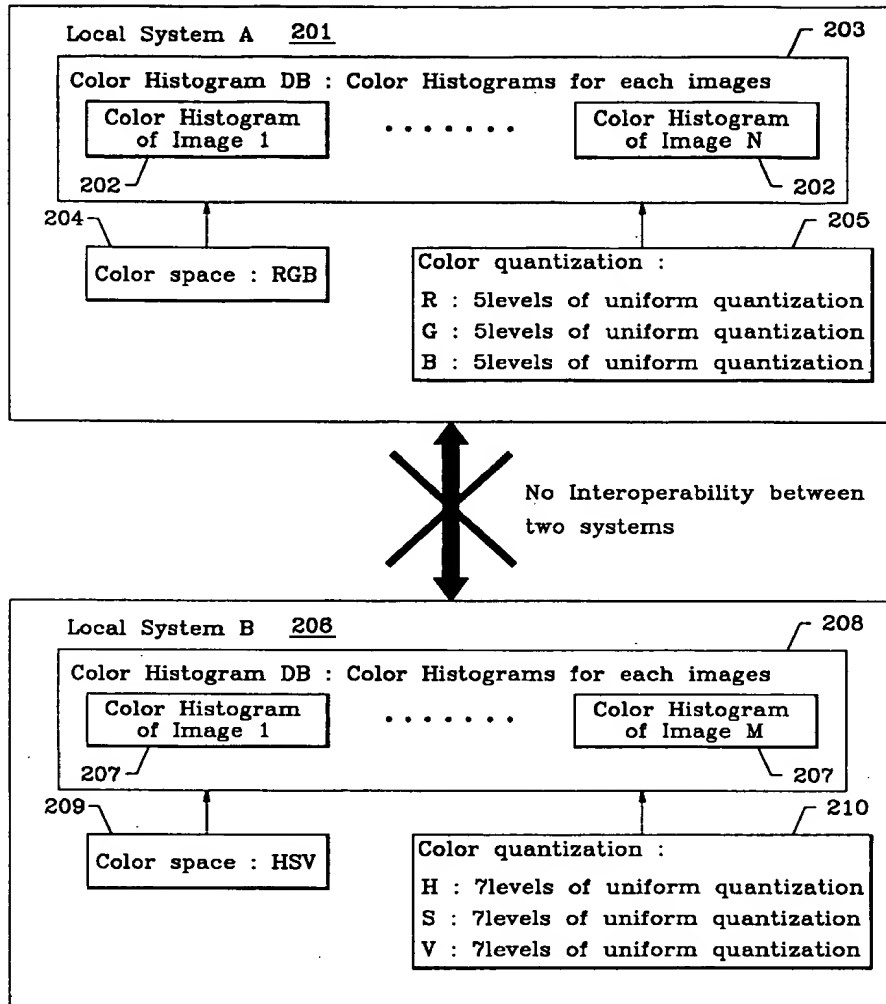 Local System A 201
203
Color Histogram DB : Color Histograms for each images
Color Histogram of Image 1
. . . . . . .
Color Histogram of Image N
202
202
204
205
Color space : RGB
Color quantization :
R : 5levels of uniform quantization
G : 5levels of uniform quantization
B : 5levels of uniform quantization
No Interoperability between
two systems
Local System B 206
208
Color Histogram DB : Color Histograms for each images
Color Histogram of Image 1
. . . . . . .
Color Histogram of Image M
207
207
209
210
Color space : HSV
Color quantization :
H : 7levels of uniform quantization
S : 7levels of uniform quantization
V : 7levels of uniform quantization